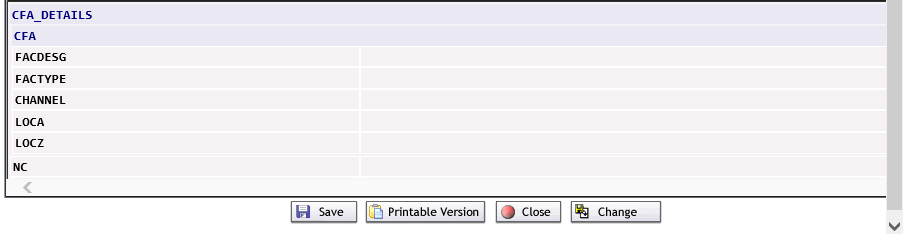 CFA_DETAILS
CFA
FACDESG
FACTYPE
CHANNEL
LOCA
LOCZ
NC
Save Printable Version Close Change